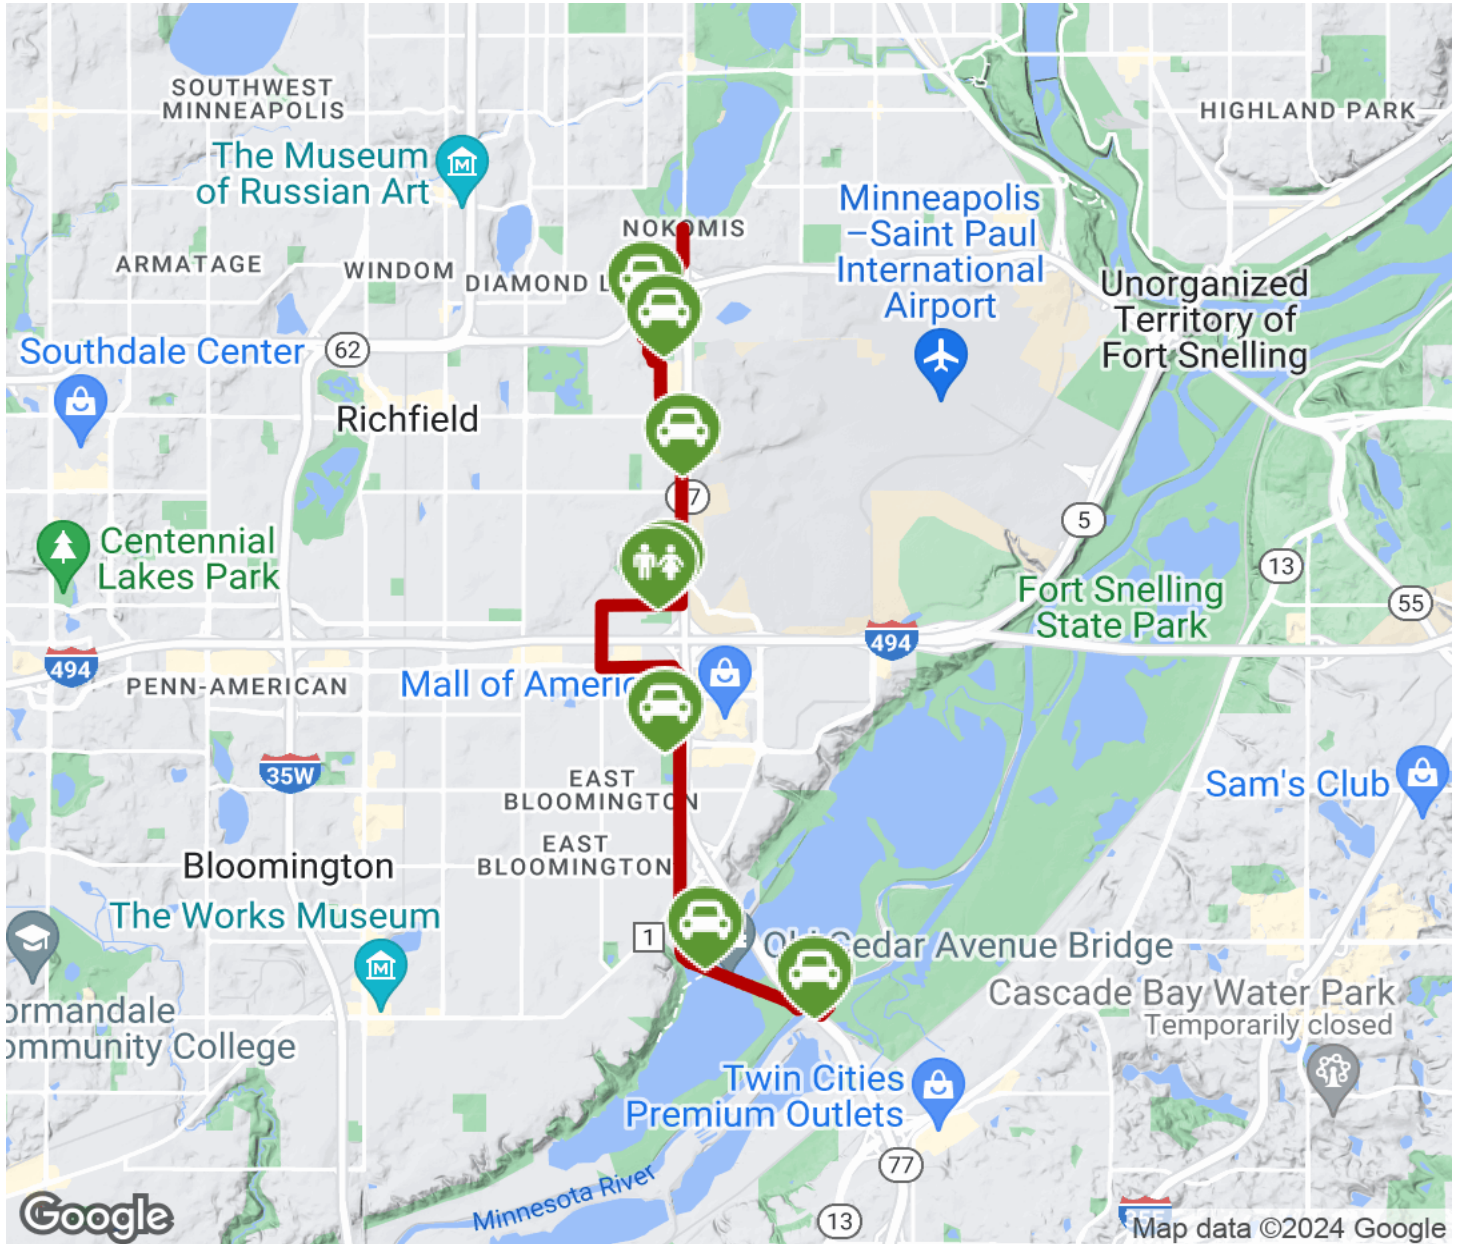 SOUTHWEST
MINNEAPOLIS
HIGHLAND PARK
The Museum
of Russian Art
Minneapolis
–Saint Paul
International
Airport
NOKOMIS
ARMATAGE
WINDOM
DIAMOND L
Unorganized
Territory of
Fort Snelling
Southdale Center
62
Richfield
7
5
Centennial
Lakes Park
13
Fort Snelling
State Park
55
494
494
PENN-AMERICAN
Mall of Americ
35W
EAST
BLOOMINGTON
Sam's Club
EAST
BLOOMINGTON
Bloomington
The Works Museum
1
Old Cedar Avenue Bridge
Cascade Bay Water Park
Temporarily closed
ormandale
ommunity College
Twin Cities
Premium Outlets
77
Minnesota River
13
Google
Map data ©2024 Google